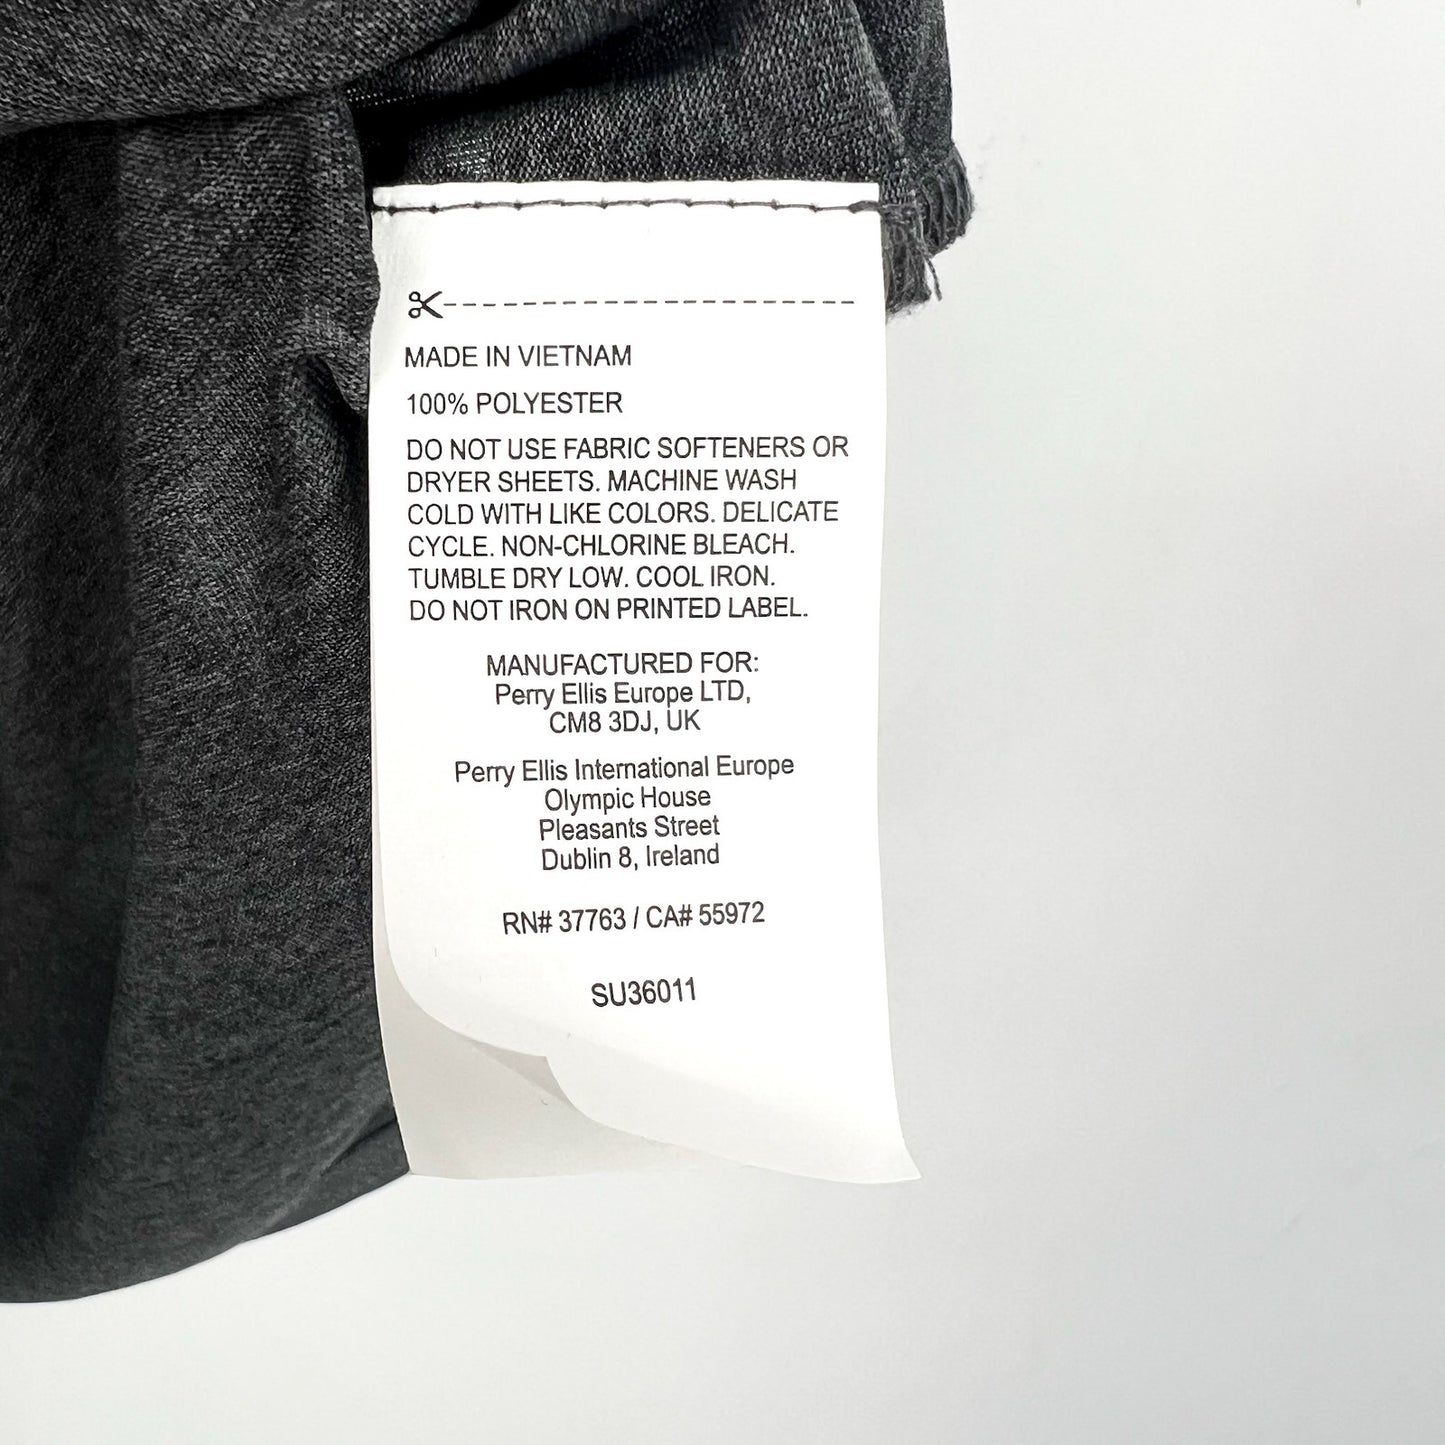 MADE IN VIETNAM
100% POLYESTER
DO NOT USE FABRIC SOFTENERS OR
DRYER SHEETS. MACHINE WASH
COLD WITH LIKE COLORS. DELICATE
CYCLE. NON-CHLORINE BLEACH.
TUMBLE DRY LOW. COOL IRON.
DO NOT IRON ON PRINTED LABEL.
MANUFACTURED FOR:
Perry Ellis Europe LTD,
CM8 3DJ, UK
Perry Ellis International Europe
Olympic House
Pleasants Street
Dublin 8, Ireland
RN# 37763 / CA# 55972
SU36011